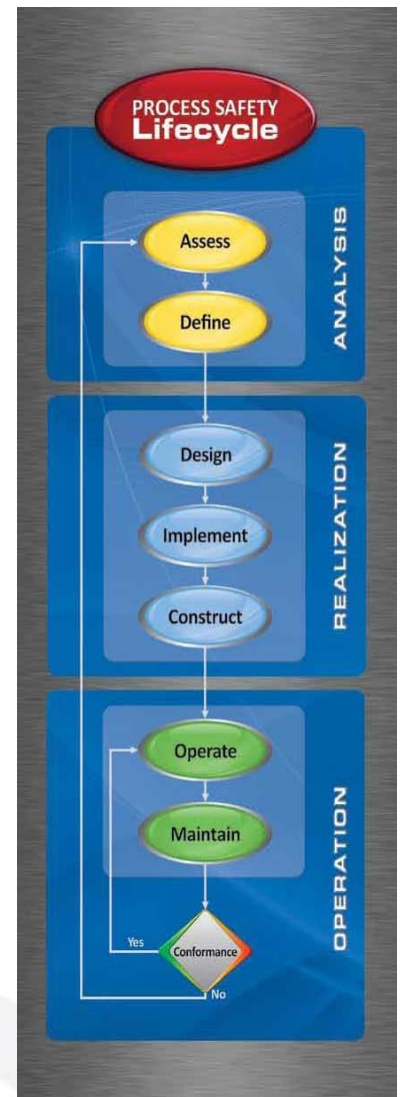 PROCESS SAFETY
Lifecycle
ANALYSIS
Assess
Define
REALIZATION
Design
Implement
Construct
OPERATION
Operate
Maintain
Conformance
Yes
No